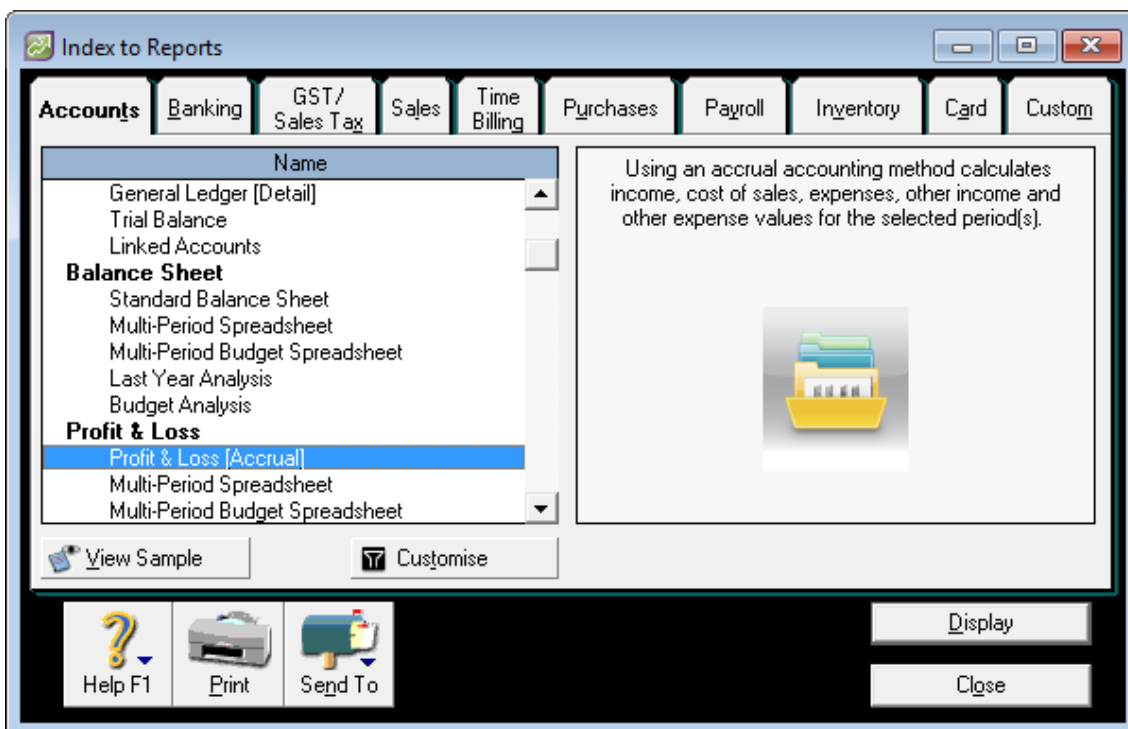 Index to Reports
Accounts Banking GST/ Sales Tax Sales Time Billing Purchases Payroll Inventory Card Custom
Name
General Ledger [Detail]
Trial Balance
Linked Accounts
Balance Sheet
Standard Balance Sheet
Multi-Period Spreadsheet
Multi-Period Budget Spreadsheet
Last Year Analysis
Budget Analysis
Profit & Loss
Profit & Loss [Accrual]
Multi-Period Spreadsheet
Multi-Period Budget Spreadsheet
Using an accrual accounting method calculates
income, cost of sales, expenses, other income and
other expense values for the selected period(s).
View Sample
Customise
Help F1
Print
Send To
Display
Close